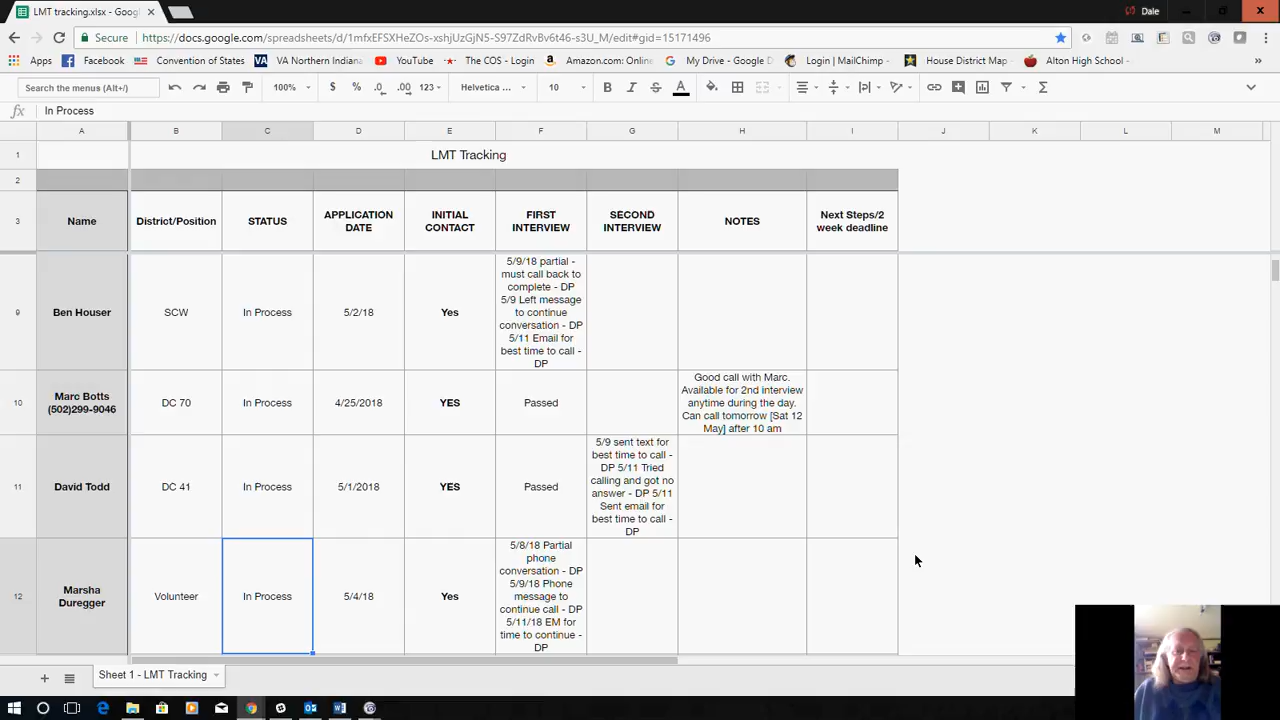 LMT tracking.xlsx - Goog
Dale
Secure
https://docs.google.com/spreadsheets/d/1mfxEFSXHeZOs-xshjUzGjN5-S97ZdRvBv6t46-s3U_M/edit#gid=15171496
Apps
Facebook
Convention of States
VA Northern Indiana
YouTube
The COS - Login
Amazon.com: Onlin
My Drive - Google D
Login | MailChimp
House District Map
Alton High School
Search the menus (Alt+/)
100%
$ % .0 .00 123
Helvetica ...
10
B I S A
In Process
A B C D E F G H I J K L M
1
LMT Tracking
2
3
Name
District/Position
STATUS
APPLICATION
DATE
INITIAL
CONTACT
FIRST
INTERVIEW
SECOND
INTERVIEW
NOTES
Next Steps/2
week deadline
9
Ben Houser
SCW
In Process
5/2/18
Yes
5/9/18 partial -
must call back to
complete - DP
5/9 Left message
to continue
conversation - DP
5/11 Email for
best time to call -
DP
10
Marc Botts
(502)299-9046
DC 70
In Process
4/25/2018
YES
Passed
Good call with Marc.
Available for 2nd interview
anytime during the day.
Can call tomorrow [Sat 12
May] after 10 am
11
David Todd
DC 41
In Process
5/1/2018
YES
Passed
5/9 sent text for
best time to call -
DP 5/11 Tried
calling and got no
answer - DP 5/11
Sent email for
best time to call -
DP
12
Marsha
Duregger
Volunteer
In Process
5/4/18
Yes
5/8/18 Partial
phone
conversation - DP
5/9/18 Phone
message to
continue call - DP
5/11/18 EM for
time to continue -
DP
Sheet 1 - LMT Tracking